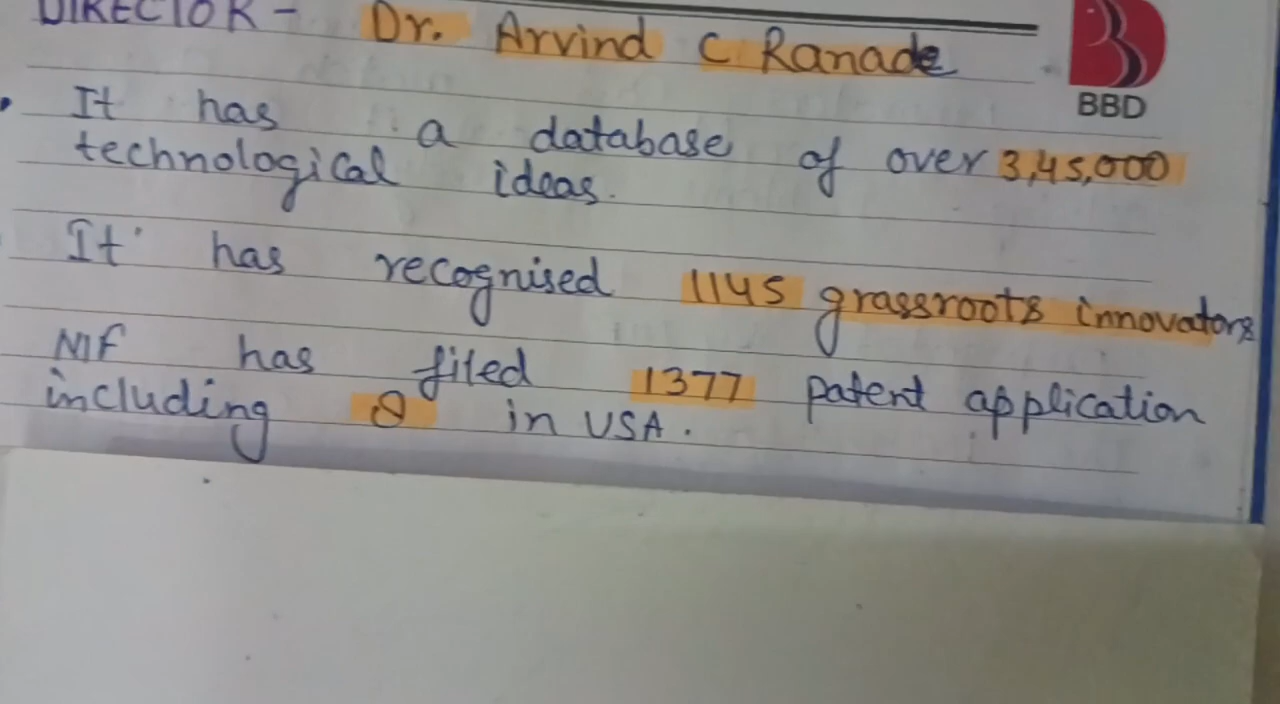 DIRECTOR - Dr. Arvind C Ranade
BBD
• It has a database of over 3,45,000
technological ideas.
It has recognised 1145 grassroots innovators
NIF has filed 1377 patent application
including 8 in USA.